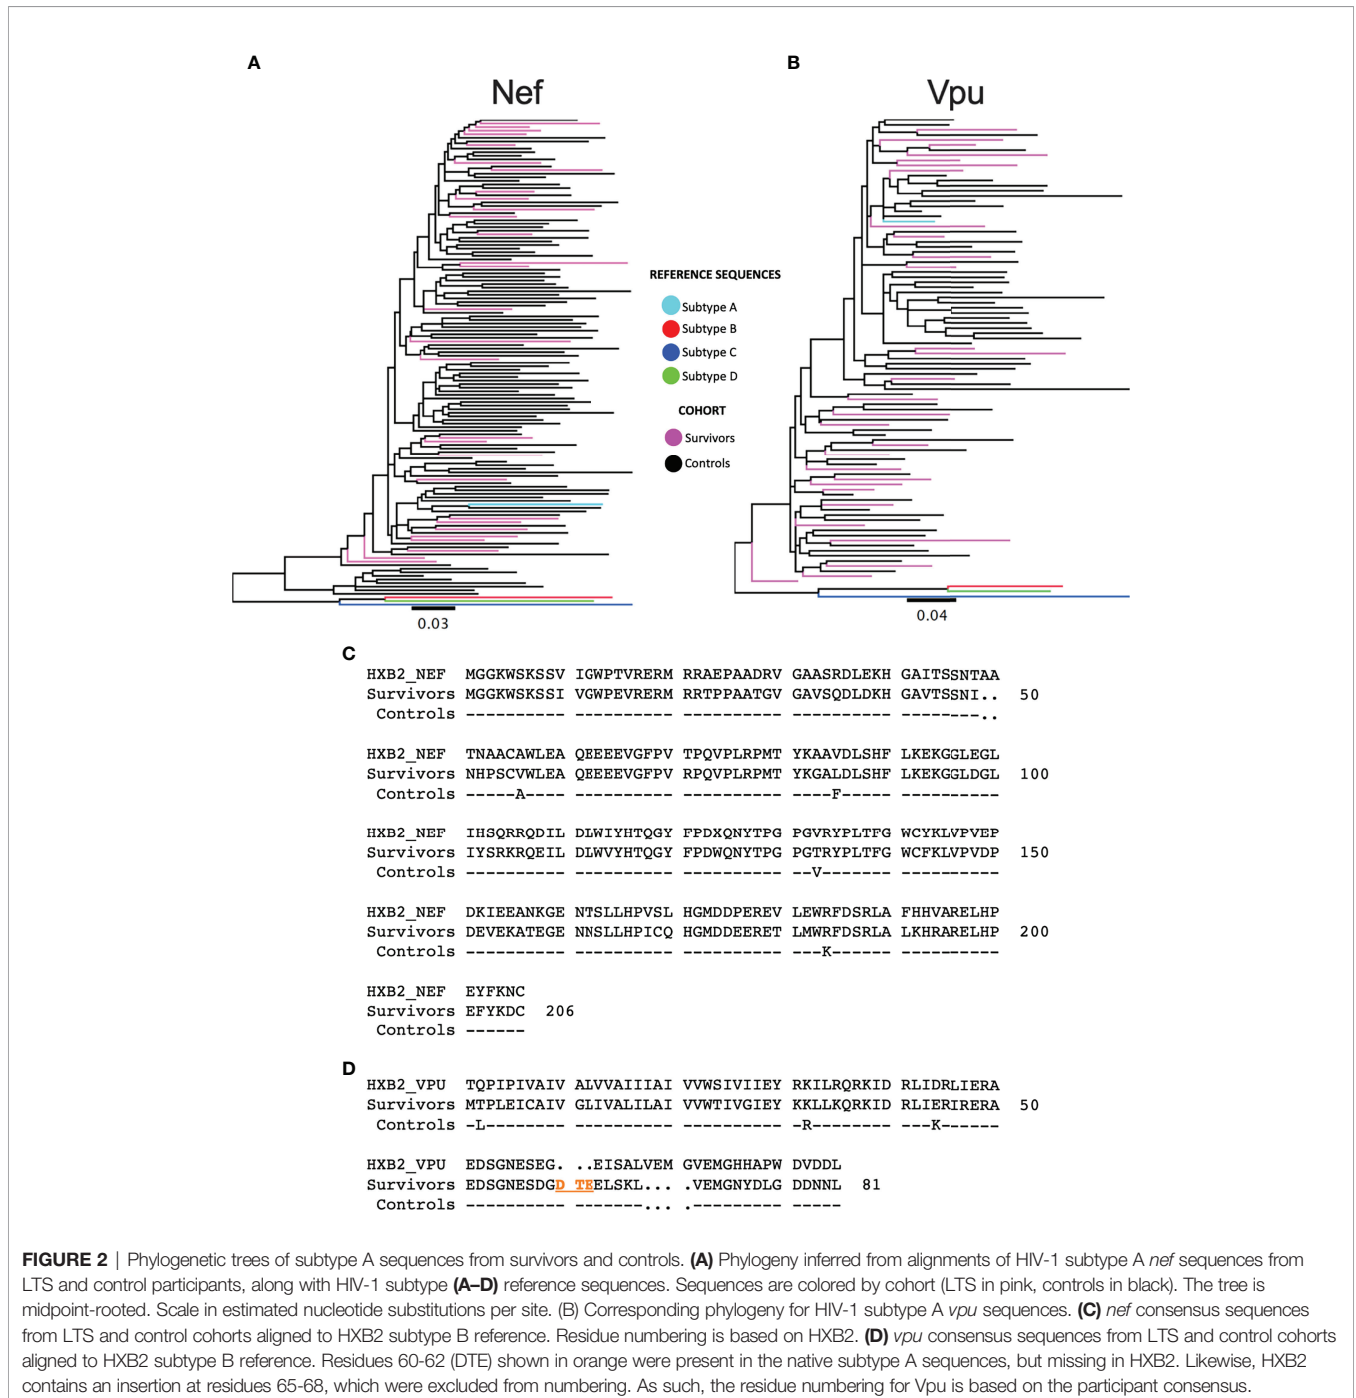 A
B
Nef
Vpu
REFERENCE SEQUENCES
Subtype A
Subtype B
Subtype C
Subtype D
COHORT
Survivors
Controls
0.03
0.04
C
HXB2_NEF MGGKWSKSSV IGWPTVRERM RRAEPAADRV GAASRDLEKH GAITSSNTAA
Survivors MGGKWSKSSI VGWPEVRERM RRTPPAATGV GAVSQDLDKH GAVTSSNI.. 50
Controls ---------- ---------- ---------- ---------- --------..
HXB2_NEF TNAACAWLEA QEEEEVGFPV TPQVPLRPMT YKAAVDLSHF LKEKGGLEGL
Survivors NHPSCVWLEA QEEEEVGFPV RPQVPLRPMT YKGALDLSHF LKEKGGLDGL 100
Controls -----A---- ---------- ---------- ----F----- ----------
HXB2_NEF IHSQRRQDIL DLWIYHTQGY FPDXQNYTPG PGVRYPLTFG WCYKLVPVEP
Survivors IYSRKRQEIL DLWVYHTQGY FPDWQNYTPG PGTRYPLTFG WCFKLVPVDP 150
Controls ---------- ---------- ---------- --V------- ----------
HXB2_NEF DKIEEANKGE NTSLLHPVSL HGMDDPEREV LEWRFDSRLA FHHVARELHP
Survivors DEVEKATEGE NNSLLHPICQ HGMDDEERET LMWRFDSRLA LKHRARELHP 200
Controls ---------- ---------- ---------- ---K------ ----------
HXB2_NEF EYFKNC
Survivors EFYKDC 206
Controls ------
D
HXB2_VPU TQPIPIVAIV ALVVAIIIAI VVWSIVIIEY RKILRQRKID RLIDRLIERA
Survivors MTPLEICAIV GLIVALILAI VVWTIVGIEY KKLLKQRKID RLIERIRERA 50
Controls -L-------- ---------- ---------- -R-------- ---K------
HXB2_VPU EDSGNESEG. ..EISALVEM GVEMGHHAPW DVDDL
Survivors EDSGNESDGD TEELSKL... .VEMGNYDLG DDNNL 81
Controls ---------- -------... .--------- -----
FIGURE 2 | Phylogenetic trees of subtype A sequences from survivors and controls. (A) Phylogeny inferred from alignments of HIV-1 subtype A nef sequences from
LTS and control participants, along with HIV-1 subtype (A–D) reference sequences. Sequences are colored by cohort (LTS in pink, controls in black). The tree is
midpoint-rooted. Scale in estimated nucleotide substitutions per site. (B) Corresponding phylogeny for HIV-1 subtype A vpu sequences. (C) nef consensus sequences
from LTS and control cohorts aligned to HXB2 subtype B reference. Residue numbering is based on HXB2. (D) vpu consensus sequences from LTS and control cohorts
aligned to HXB2 subtype B reference. Residues 60-62 (DTE) shown in orange were present in the native subtype A sequences, but missing in HXB2. Likewise, HXB2
contains an insertion at residues 65-68, which were excluded from numbering. As such, the residue numbering for Vpu is based on the participant consensus.